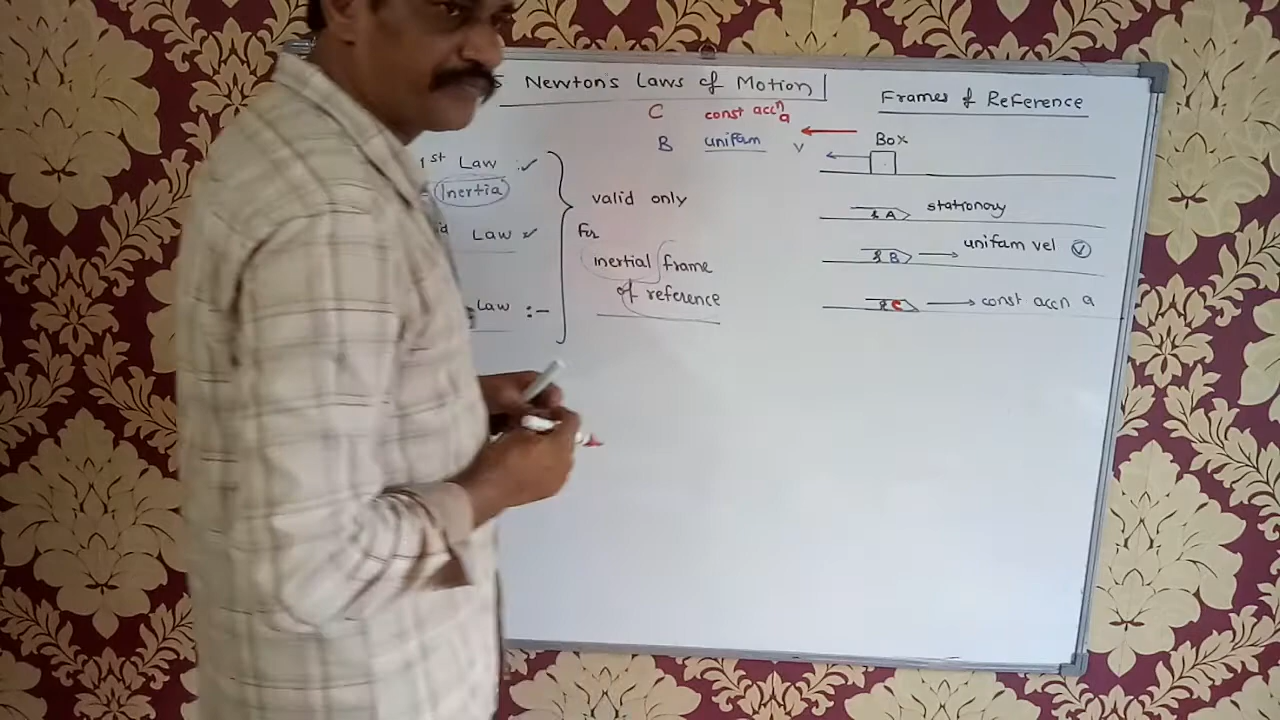 Newton's Laws of Motion
C const accn a
B unifam V
1st Law ✓
= Inertia
Law ✓
Law :-
valid only
For
inertial frame
of reference
Frames of Reference
Box
& A stationary
& B unifam vel V
& C const accn a